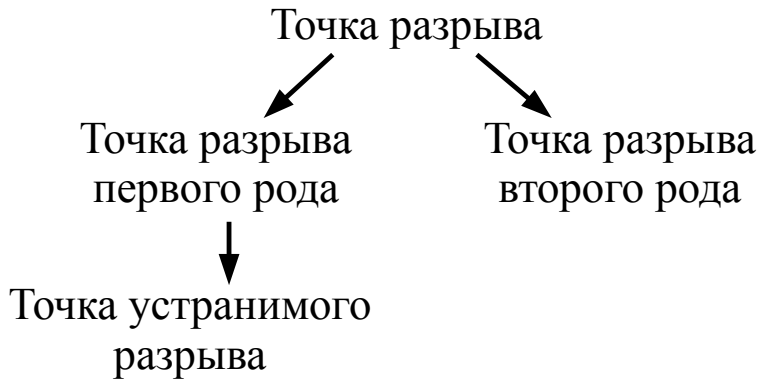 Точка разрыва
Точка разрыва
первого рода
Точка разрыва
второго рода
Точка устранимого
разрыва